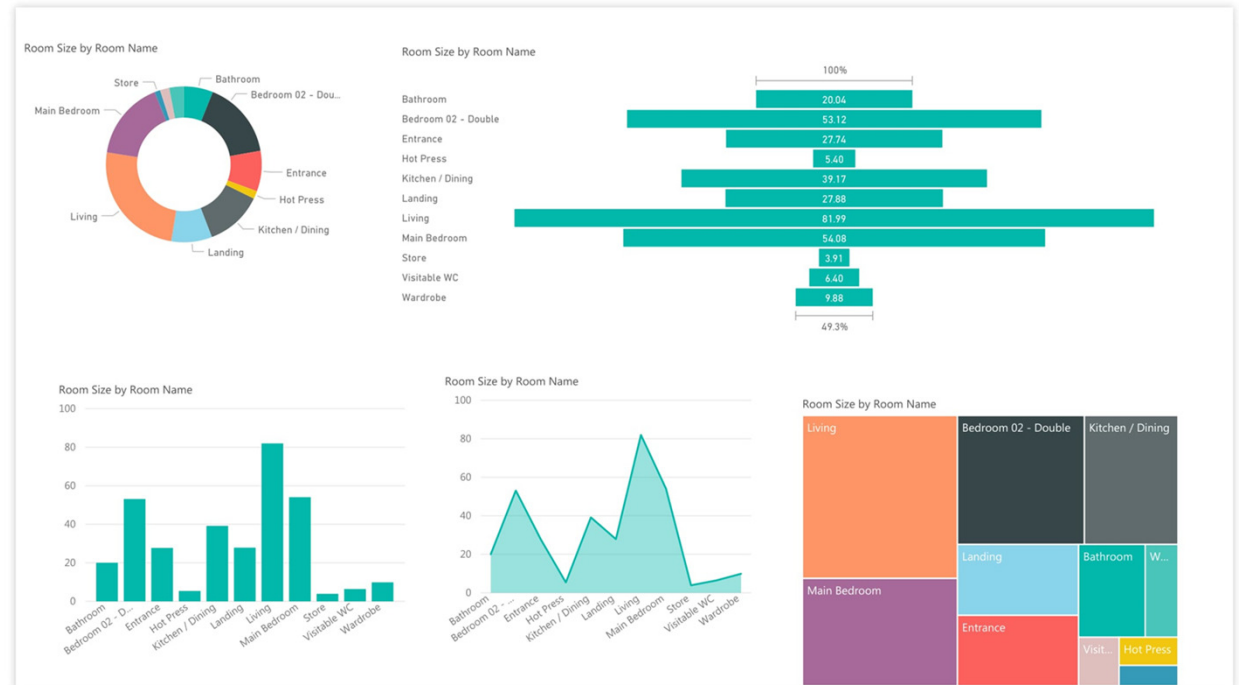 Room Size by Room Name
Store
Bathroom
Bedroom 02 - Dou...
Main Bedroom
Entrance
Hot Press
Living
Kitchen / Dining
Landing
Room Size by Room Name
100%
Bathroom 20.04
Bedroom 02 - Double 53.12
Entrance 27.74
Hot Press 5.40
Kitchen / Dining 39.17
Landing 27.88
Living 81.99
Main Bedroom 54.08
Store 3.91
Visitable WC 6.40
Wardrobe 9.88
49.3%
Room Size by Room Name
100
80
60
40
20
0
Bathroom
Bedroom 02 - D...
Entrance
Hot Press
Kitchen / Dining
Landing
Living
Main Bedroom
Store
Visitable WC
Wardrobe
Room Size by Room Name
100
80
60
40
20
0
Bathroom
Bedroom 02 - ...
Entrance
Hot Press
Kitchen / Dining
Landing
Living
Main Bedroom
Store
Visitable WC
Wardrobe
Room Size by Room Name
Living
Bedroom 02 - Double
Kitchen / Dining
Landing
Bathroom
W...
Main Bedroom
Entrance
Visit...
Hot Press